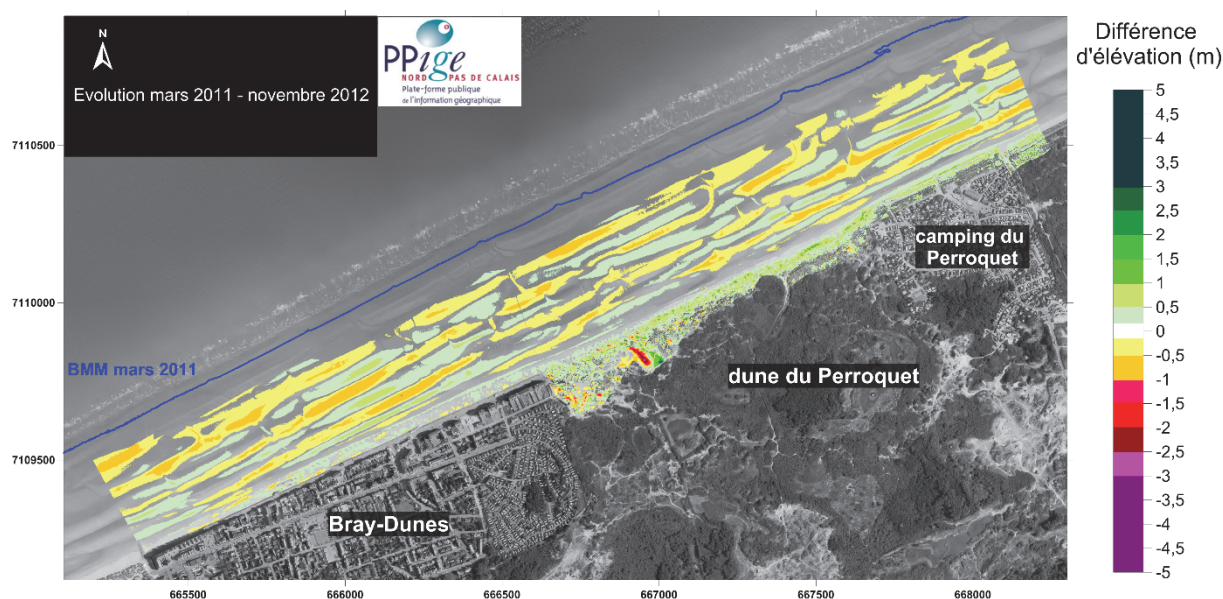 N
Evolution mars 2011 - novembre 2012
PPige
NORD PAS DE CALAIS
Plate-forme publique
de l'information géographique
Différence
d'élévation (m)
5
4,5
4
3,5
3
2,5
2
1,5
1
0,5
0
-0,5
-1
-1,5
-2
-2,5
-3
-3,5
-4
-4,5
-5
7110500
7110000
7109500
BMM mars 2011
camping du
Perroquet
dune du Perroquet
Bray-Dunes
665500
666000
666500
667000
667500
668000